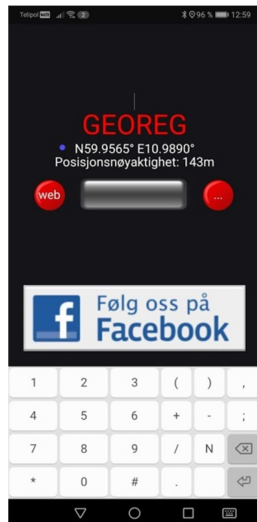 Telipol 96 % 12:59
GEOREG
N59.9565° E10.9890°
Posisjonsnøyaktighet: 143m
web ...
f Følg oss på
Facebook
1 2 3 ( ) ,
4 5 6 + - ;
7 8 9 / N
* 0 # .